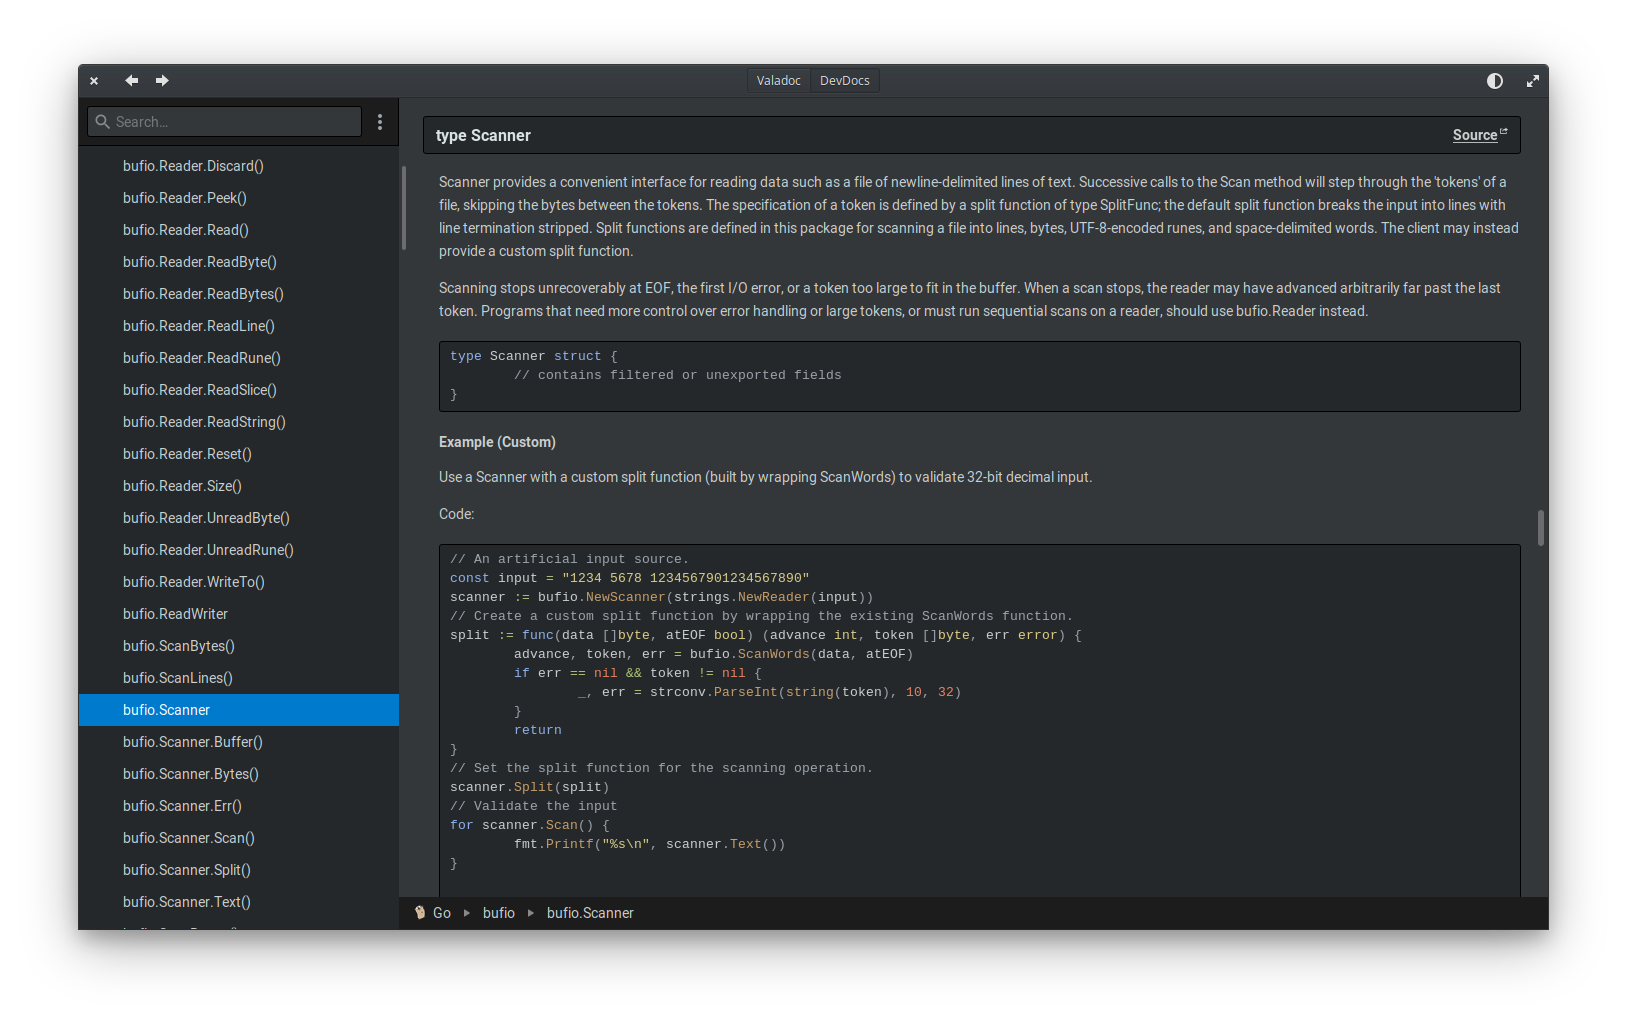 Valadoc DevDocs
Search...
bufio.Reader.Discard()
bufio.Reader.Peek()
bufio.Reader.Read()
bufio.Reader.ReadByte()
bufio.Reader.ReadBytes()
bufio.Reader.ReadLine()
bufio.Reader.ReadRune()
bufio.Reader.ReadSlice()
bufio.Reader.ReadString()
bufio.Reader.Reset()
bufio.Reader.Size()
bufio.Reader.UnreadByte()
bufio.Reader.UnreadRune()
bufio.Reader.WriteTo()
bufio.ReadWriter
bufio.ScanBytes()
bufio.ScanLines()
bufio.Scanner
bufio.Scanner.Buffer()
bufio.Scanner.Bytes()
bufio.Scanner.Err()
bufio.Scanner.Scan()
bufio.Scanner.Split()
bufio.Scanner.Text()
type Scanner Source
Scanner provides a convenient interface for reading data such as a file of newline-delimited lines of text. Successive calls to the Scan method will step through the 'tokens' of a
file, skipping the bytes between the tokens. The specification of a token is defined by a split function of type SplitFunc; the default split function breaks the input into lines with
line termination stripped. Split functions are defined in this package for scanning a file into lines, bytes, UTF-8-encoded runes, and space-delimited words. The client may instead
provide a custom split function.
Scanning stops unrecoverably at EOF, the first I/O error, or a token too large to fit in the buffer. When a scan stops, the reader may have advanced arbitrarily far past the last
token. Programs that need more control over error handling or large tokens, or must run sequential scans on a reader, should use bufio.Reader instead.
type Scanner struct {
// contains filtered or unexported fields
}
Example (Custom)
Use a Scanner with a custom split function (built by wrapping ScanWords) to validate 32-bit decimal input.
Code:
// An artificial input source.
const input = "1234 5678 1234567901234567890"
scanner := bufio.NewScanner(strings.NewReader(input))
// Create a custom split function by wrapping the existing ScanWords function.
split := func(data []byte, atEOF bool) (advance int, token []byte, err error) {
advance, token, err = bufio.ScanWords(data, atEOF)
if err == nil && token != nil {
_, err = strconv.ParseInt(string(token), 10, 32)
}
return
}
// Set the split function for the scanning operation.
scanner.Split(split)
// Validate the input
for scanner.Scan() {
fmt.Printf("%s\n", scanner.Text())
}
Go bufio bufio.Scanner